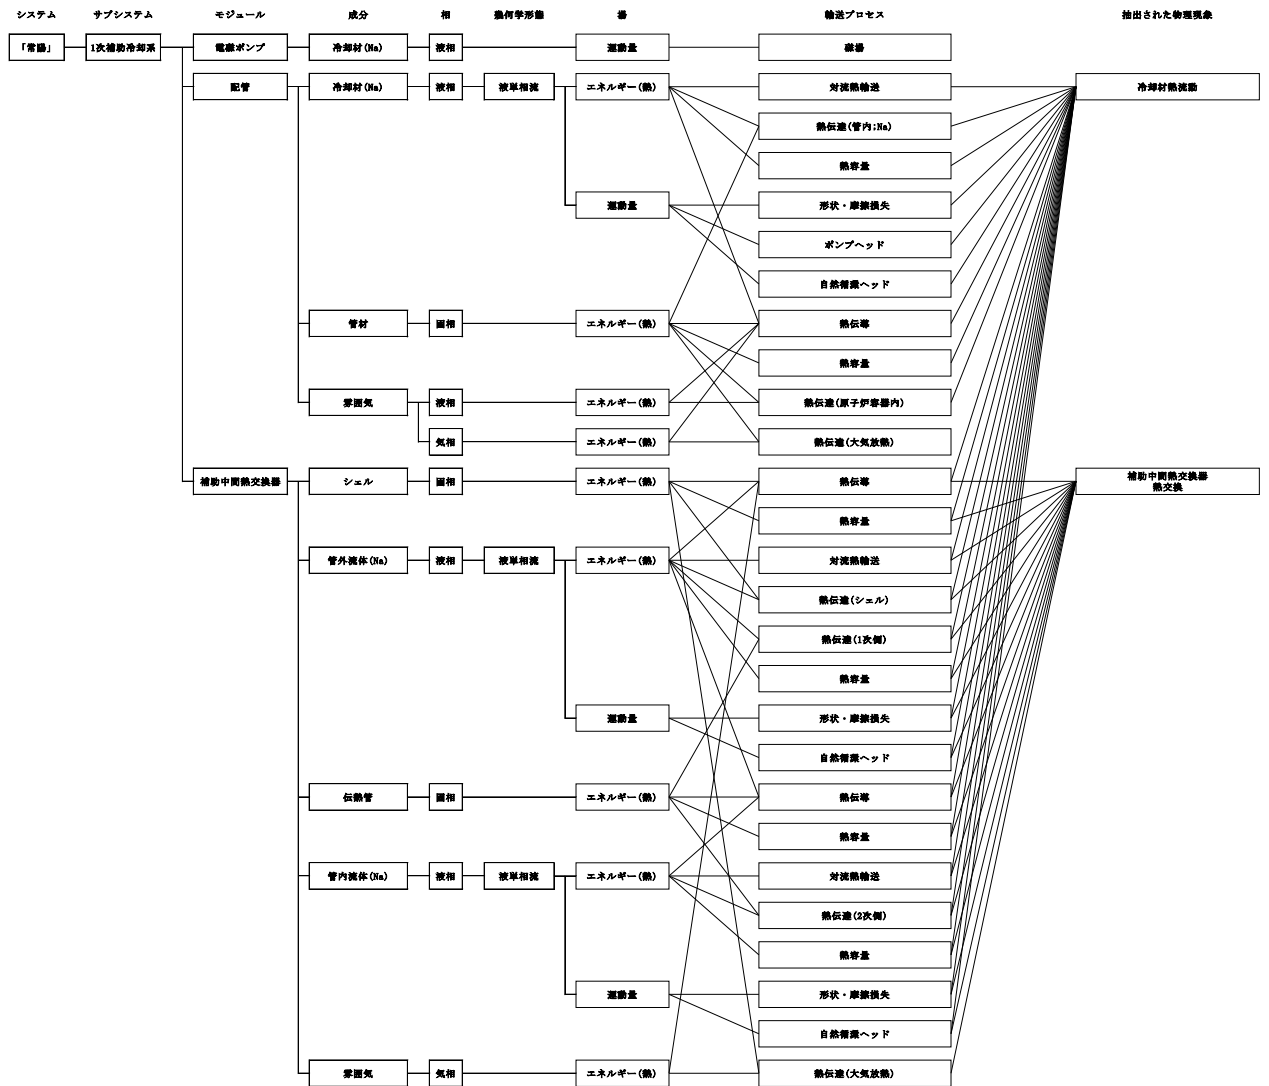 システム サブシステム モジュール 成分 相 幾何学形態 場 輸送プロセス 抽出された物理現象
「常陽」 1次補助冷却系 電磁ポンプ 冷却材(Na) 液相 運動量 磁場
配管 冷却材(Na) 液相 液単相流 エネルギー(熱) 対流熱輸送 冷却材熱流動
熱伝達(管内:Na)
熱容量
運動量 形状・摩擦損失
ポンプヘッド
自然循環ヘッド
管材 固相 エネルギー(熱) 熱伝導
熱容量
雰囲気 液相 エネルギー(熱) 熱伝達(原子炉容器内)
気相 エネルギー(熱) 熱伝達(大気放熱)
補助中間熱交換器 シェル 固相 エネルギー(熱) 熱伝導 補助中間熱交換器
熱交換
熱容量
管外流体(Na) 液相 液単相流 エネルギー(熱) 対流熱輸送
熱伝達(シェル)
熱伝達(1次側)
熱容量
運動量 形状・摩擦損失
自然循環ヘッド
伝熱管 固相 エネルギー(熱) 熱伝導
熱容量
管内流体(Na) 液相 液単相流 エネルギー(熱) 対流熱輸送
熱伝達(2次側)
熱容量
運動量 形状・摩擦損失
自然循環ヘッド
雰囲気 気相 エネルギー(熱) 熱伝達(大気放熱)